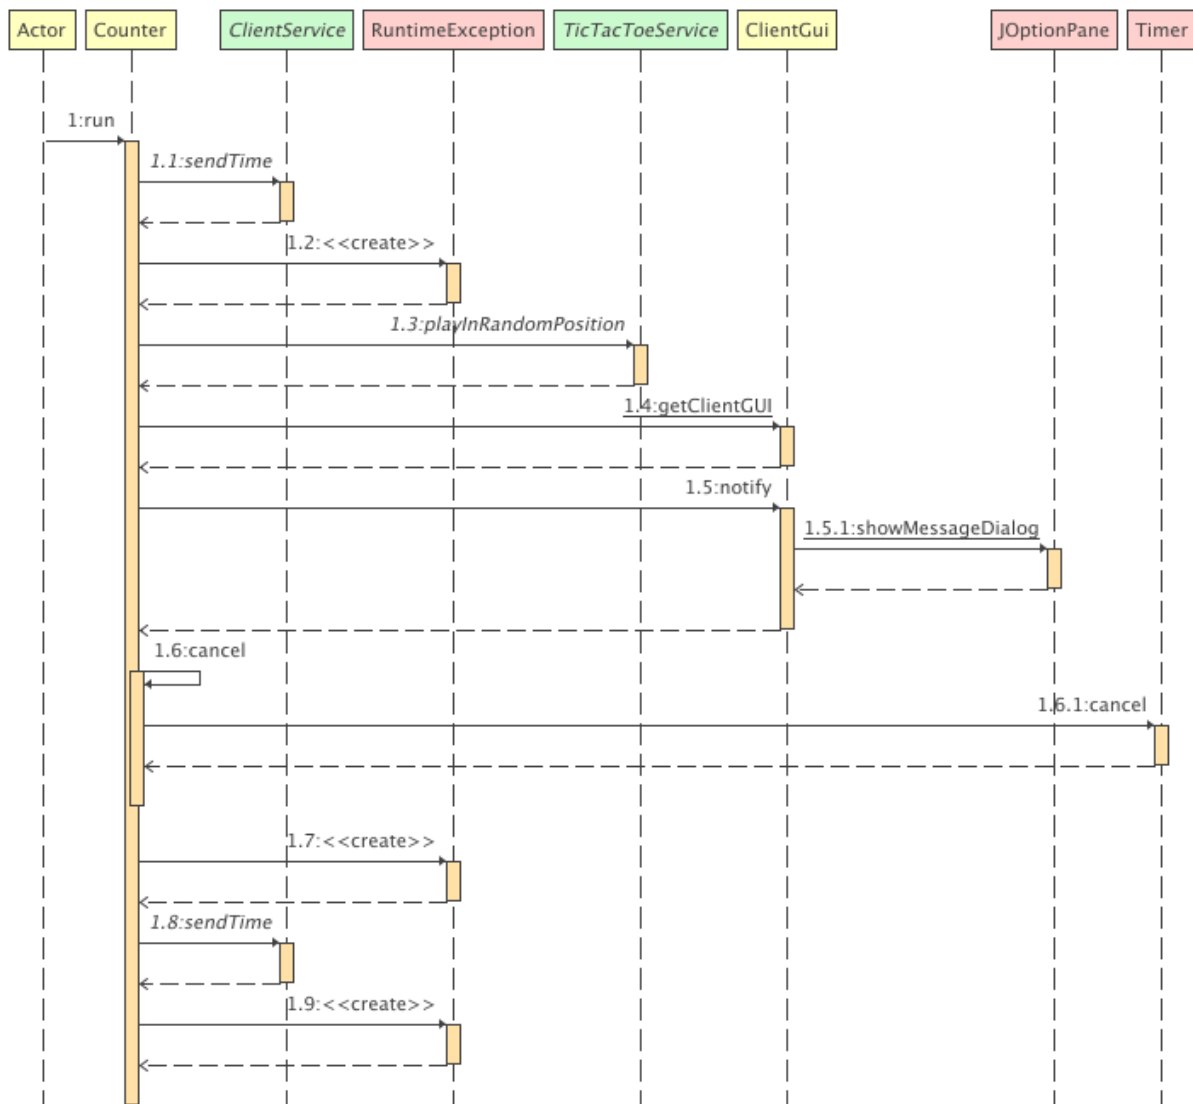 Actor Counter ClientService RuntimeException TicTacToeService ClientGui JOptionPane Timer
1:run
1.1:sendTime
1.2:<<create>>
1.3:playInRandomPosition
1.4:getClientGUI
1.5:notify
1.5.1:showMessageDialog
1.6:cancel
1.6.1:cancel
1.7:<<create>>
1.8:sendTime
1.9:<<create>>